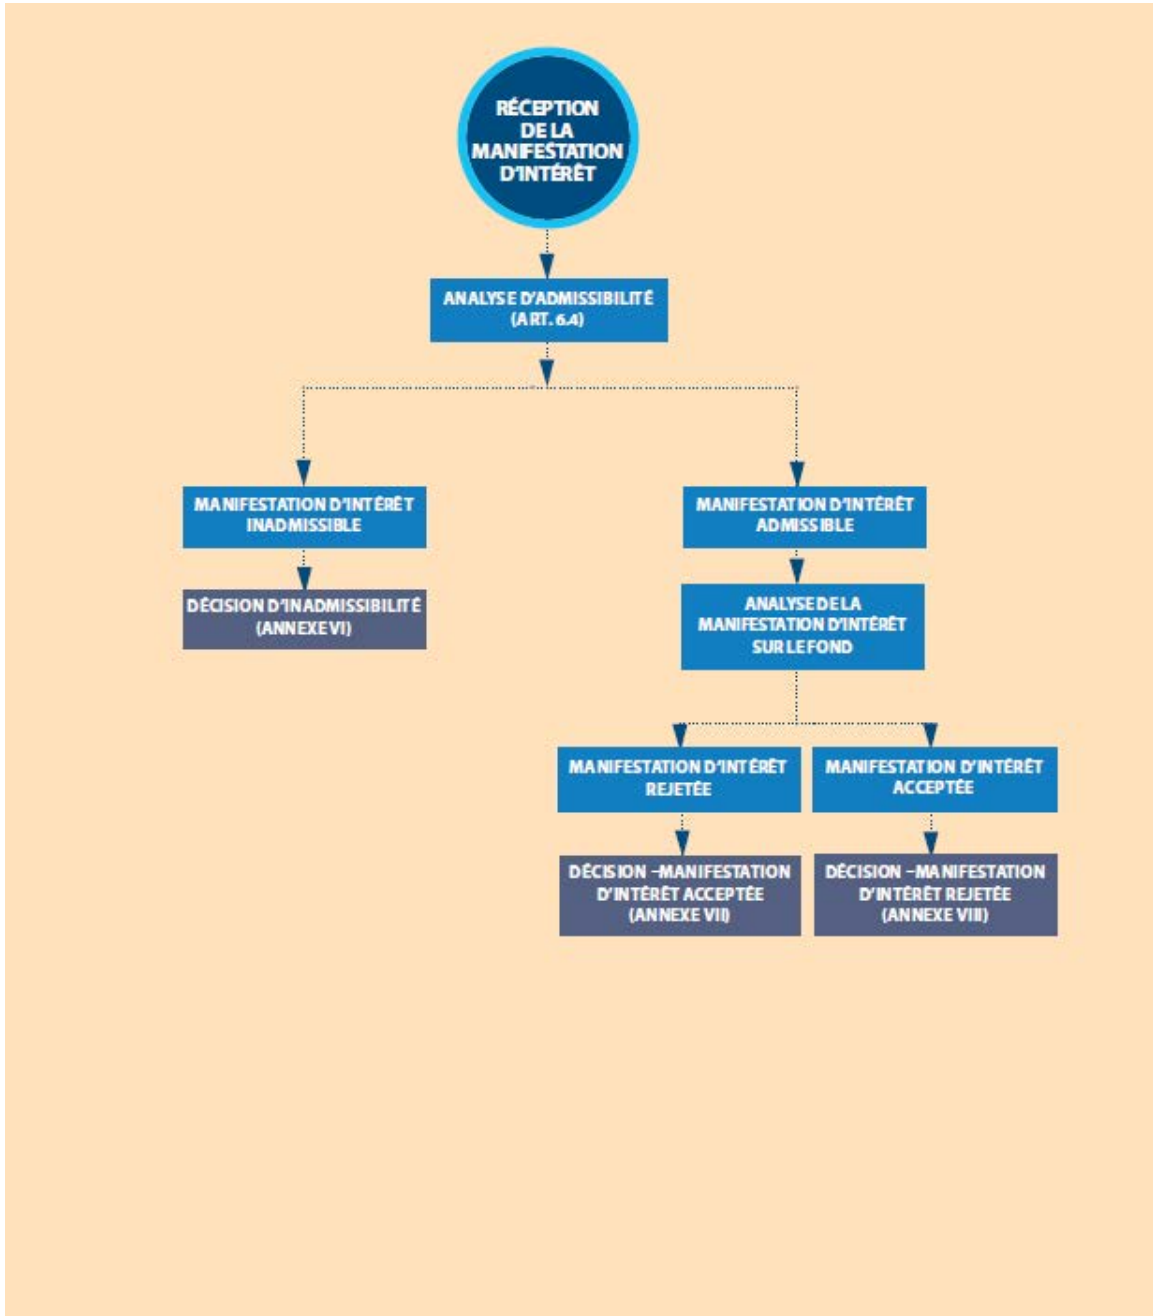 RÉCEPTION
DE LA
MANIFESTATION
D'INTÉRÊT
ANALYSE D'ADMISSIBILITÉ
(ART. 6.4)
MANIFESTATION D'INTÉRÊT
INADMISSIBLE
MANIFESTATION D'INTÉRÊT
ADMISSIBLE
DÉCISION D'INADMISSIBILITÉ
(ANNEXE VI)
ANALYSE DE LA
MANIFESTATION D'INTÉRÊT
SUR LE FOND
MANIFESTATION D'INTÉRÊT
REJETÉE
MANIFESTATION D'INTÉRÊT
ACCEPTÉE
DÉCISION –MANIFESTATION
D'INTÉRÊT ACCEPTÉE
(ANNEXE VII)
DÉCISION –MANIFESTATION
D'INTÉRÊT REJETÉE
(ANNEXE VIII)